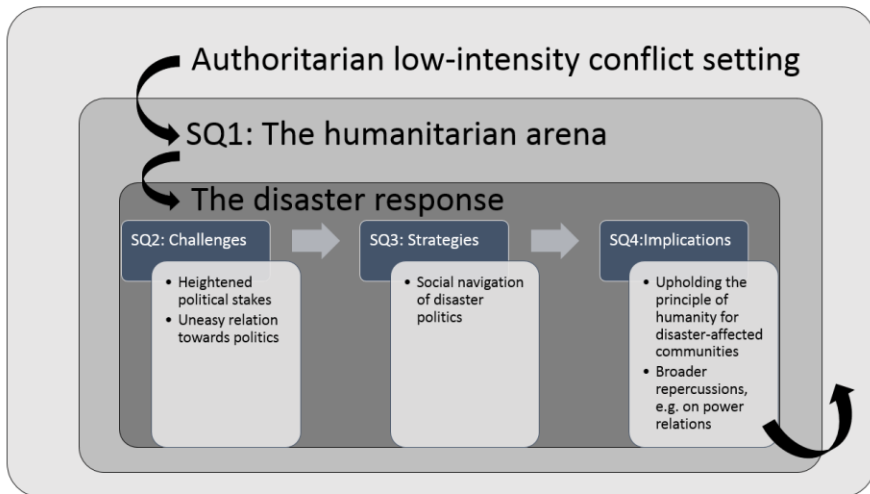 Authoritarian low-intensity conflict setting
SQ1: The humanitarian arena
The disaster response
SQ2: Challenges
• Heightened
political stakes
• Uneasy relation
towards politics
SQ3: Strategies
• Social navigation
of disaster
politics
SQ4:Implications
• Upholding the
principle of
humanity for
disaster-affected
communities
• Broader
repercussions,
e.g. on power
relations